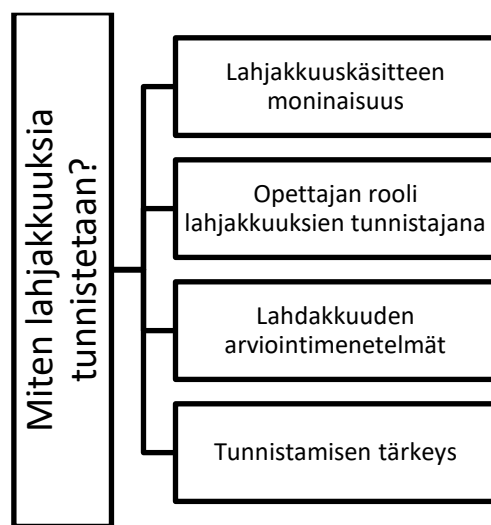 Miten lahjakkuuksia
tunnistetaan?
Lahjakkuuskäsitteen
moninaisuus
Opettajan rooli
lahjakkuuksien tunnistajana
Lahdakkuuden
arviointimenetelmät
Tunnistamisen tärkeys